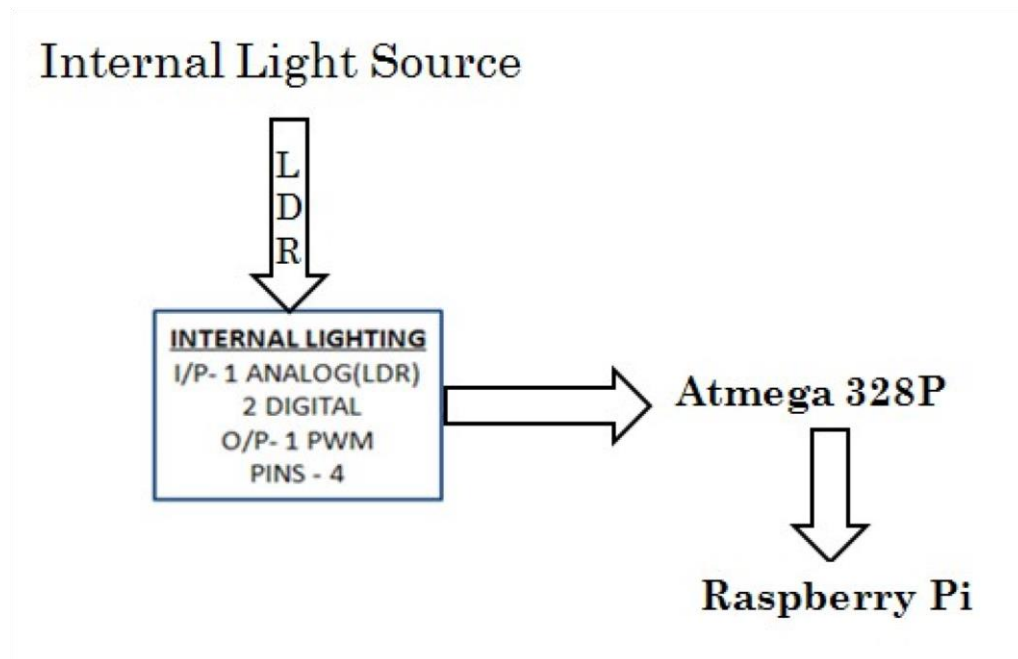 Internal Light Source
L
D
R
INTERNAL LIGHTING
I/P- 1 ANALOG(LDR)
2 DIGITAL
O/P- 1 PWM
PINS - 4
Atmega 328P
Raspberry Pi